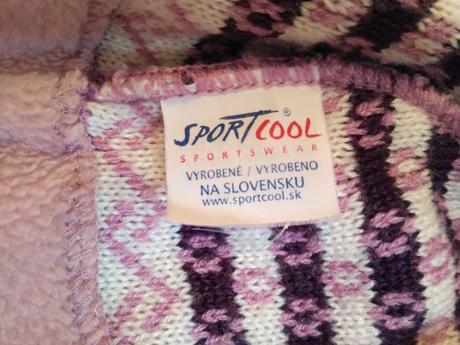 SPORTCOOL®
SPORTSWEAR
VYROBENÉ / VYROBENO
NA SLOVENSKU
www.sportcool.sk